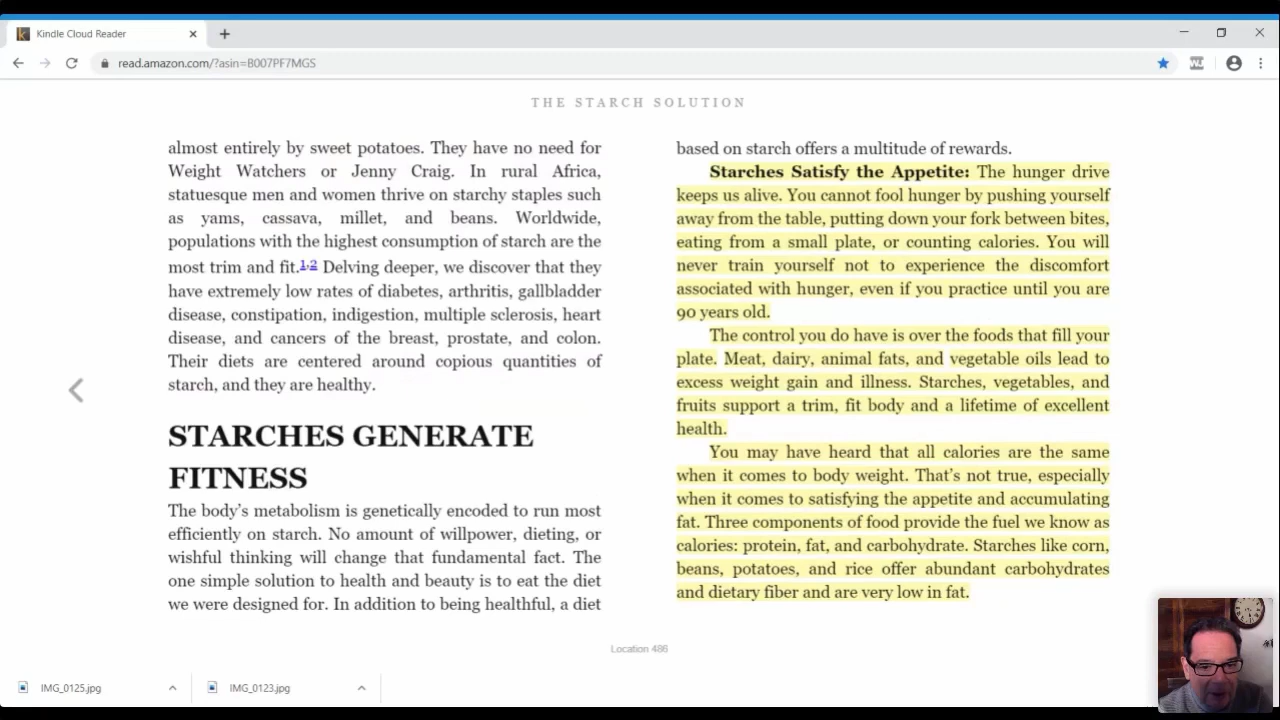 Kindle Cloud Reader
read.amazon.com/?asin=B007PF7MGS
THE STARCH SOLUTION
almost entirely by sweet potatoes. They have no need for
Weight Watchers or Jenny Craig. In rural Africa,
statuesque men and women thrive on starchy staples such
as yams, cassava, millet, and beans. Worldwide,
populations with the highest consumption of starch are the
most trim and fit.1,2 Delving deeper, we discover that they
have extremely low rates of diabetes, arthritis, gallbladder
disease, constipation, indigestion, multiple sclerosis, heart
disease, and cancers of the breast, prostate, and colon.
Their diets are centered around copious quantities of
starch, and they are healthy.
STARCHES GENERATE
FITNESS
The body's metabolism is genetically encoded to run most
efficiently on starch. No amount of willpower, dieting, or
wishful thinking will change that fundamental fact. The
one simple solution to health and beauty is to eat the diet
we were designed for. In addition to being healthful, a diet
based on starch offers a multitude of rewards.
Starches Satisfy the Appetite: The hunger drive
keeps us alive. You cannot fool hunger by pushing yourself
away from the table, putting down your fork between bites,
eating from a small plate, or counting calories. You will
never train yourself not to experience the discomfort
associated with hunger, even if you practice until you are
90 years old.
The control you do have is over the foods that fill your
plate. Meat, dairy, animal fats, and vegetable oils lead to
excess weight gain and illness. Starches, vegetables, and
fruits support a trim, fit body and a lifetime of excellent
health.
You may have heard that all calories are the same
when it comes to body weight. That's not true, especially
when it comes to satisfying the appetite and accumulating
fat. Three components of food provide the fuel we know as
calories: protein, fat, and carbohydrate. Starches like corn,
beans, potatoes, and rice offer abundant carbohydrates
and dietary fiber and are very low in fat.
Location 486
IMG_0125.jpg
IMG_0123.jpg